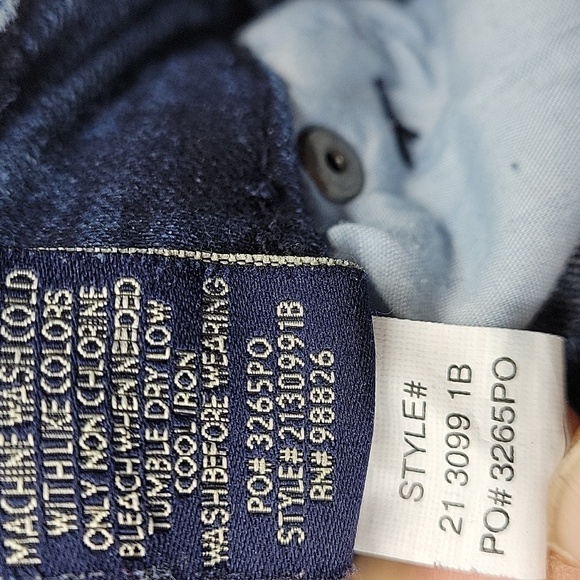 MACHINE WASH COLD
WITH LIKE COLORS
ONLY NON CHLORINE
BLEACH WHEN NEEDED
TUMBLE DRY LOW
COOL IRON
WASH BEFORE WEARING
PO# 3265PO
STYLE# 2130991B
RN# 98826
STYLE#
21 3099 1B
PO# 3265PO